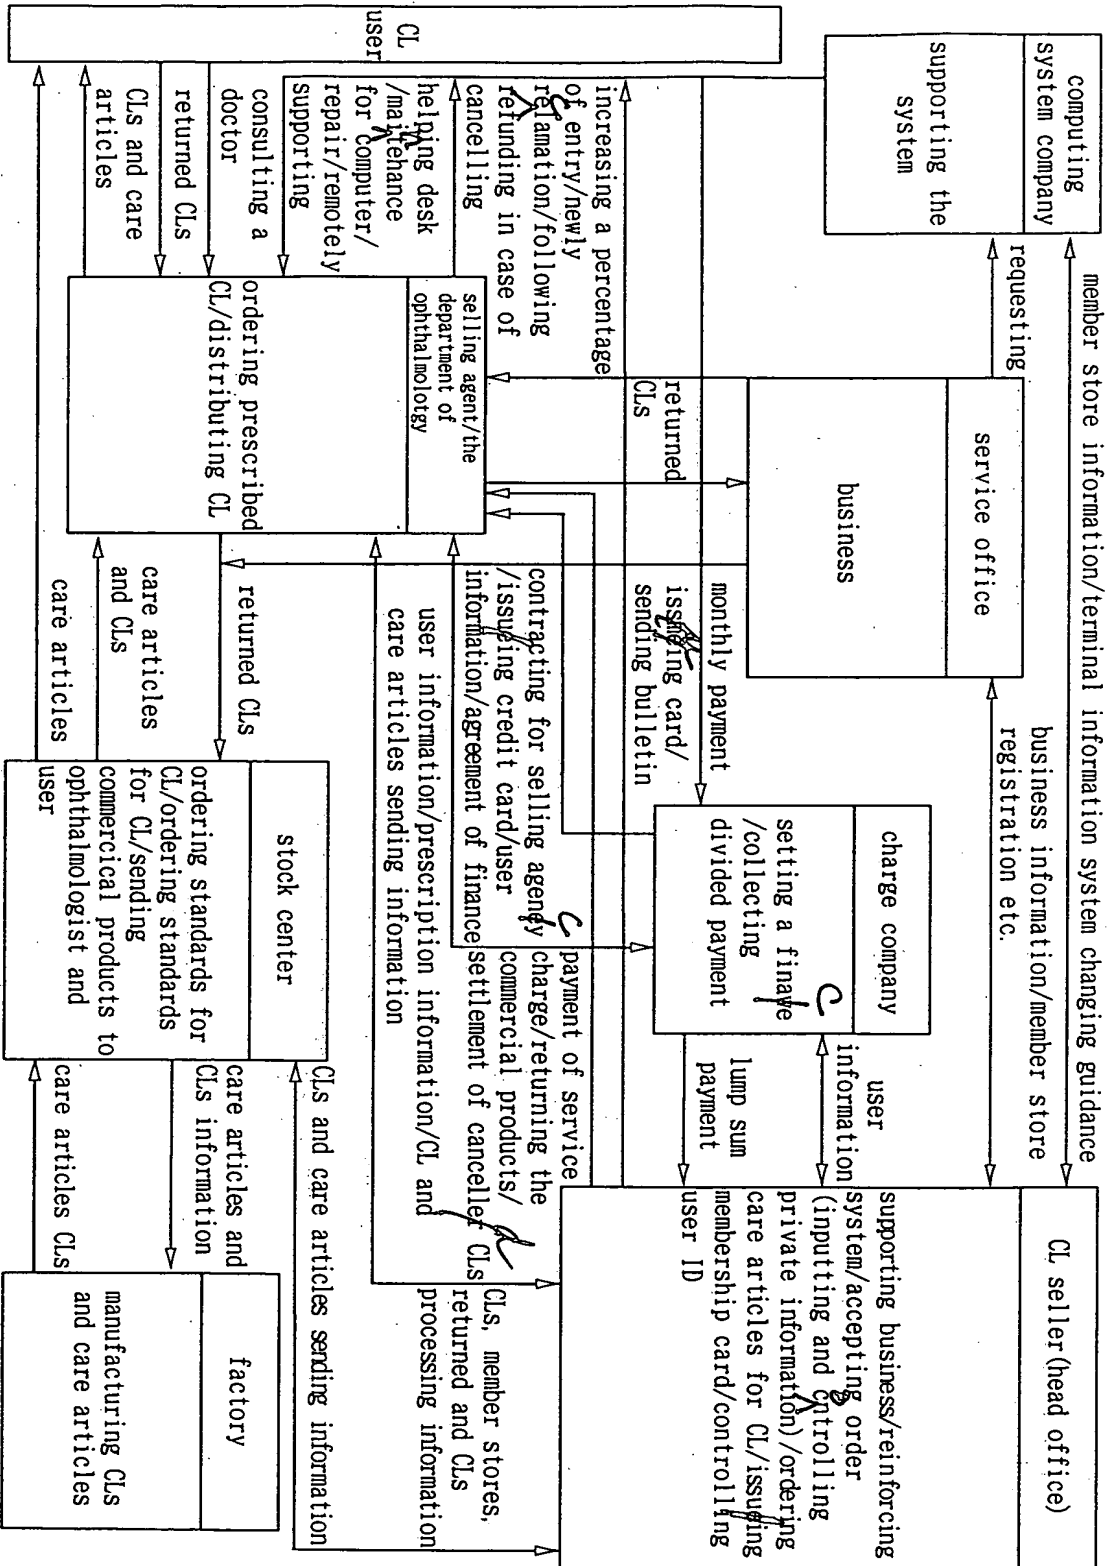 computing
system company
supporting the
system
member store information/terminal information system changing guidance
requesting
service office
business
business information/member store
registration etc.
CL seller(head office)
supporting business/reinforcing
system/accepting order
(inputting and cntrolling
private information)/ordering
care articles for CL/issueing
membership card/controlling
user ID
charge company
setting a finawe
/collecting
divided payment
user
information
lump sum
payment
monthly payment
issueing card/
sending bulletin
returned
CLs
CL
user
increasing a percentage
of entry/newly
relamation/following
refunding in case of
cancelling
helping desk
/maitehance
for computer/
repair/remotely
supporting
consulting a
doctor
returned CLs
CLs and care
articles
selling agent/the
department of
ophthalmolotgy
ordering prescribed
CL/distributing CL
contracting for selling agency
/issueing credit card/user
information/agreement of finance
payment of service
charge/returning the
commercial products/
settlement of canceller CLs
user information/prescription information/CL and
care articles sending information
CLs, member stores,
returned and CLs
processing information
returned CLs
care articles
and CLs
care articles
stock center
ordering standards for
CL/ordering standards
for CL/sending
commercial products to
ophthalmologist and
user
CLs and care articles sending information
care articles and
CLs information
care articles CLs
factory
manufacturing CLs
and care articles